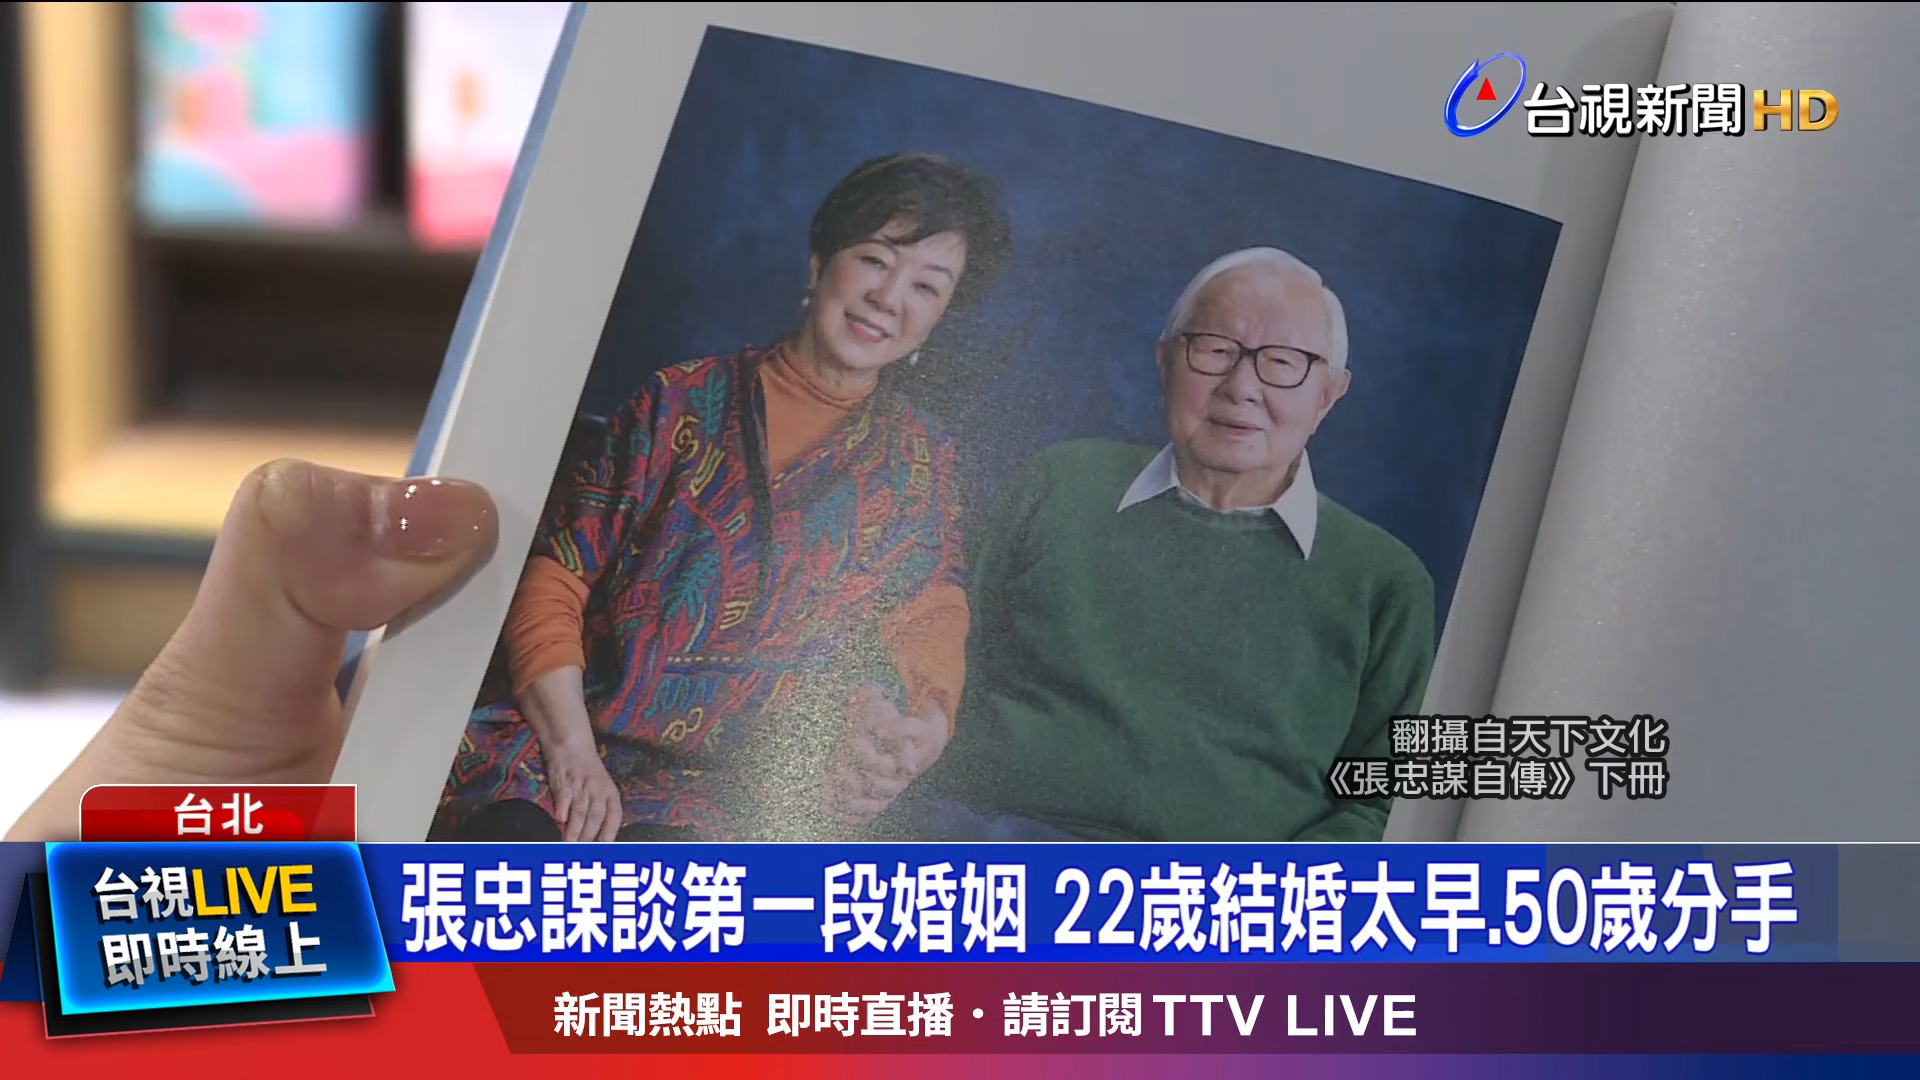 台視新聞HD
翻攝自天下文化
《張忠謀自傳》下冊
台北
台視LIVE
即時線上
張忠謀談第一段婚姻 22歲結婚太早.50歲分手
新聞熱點 即時直播・請訂閱TTV LIVE